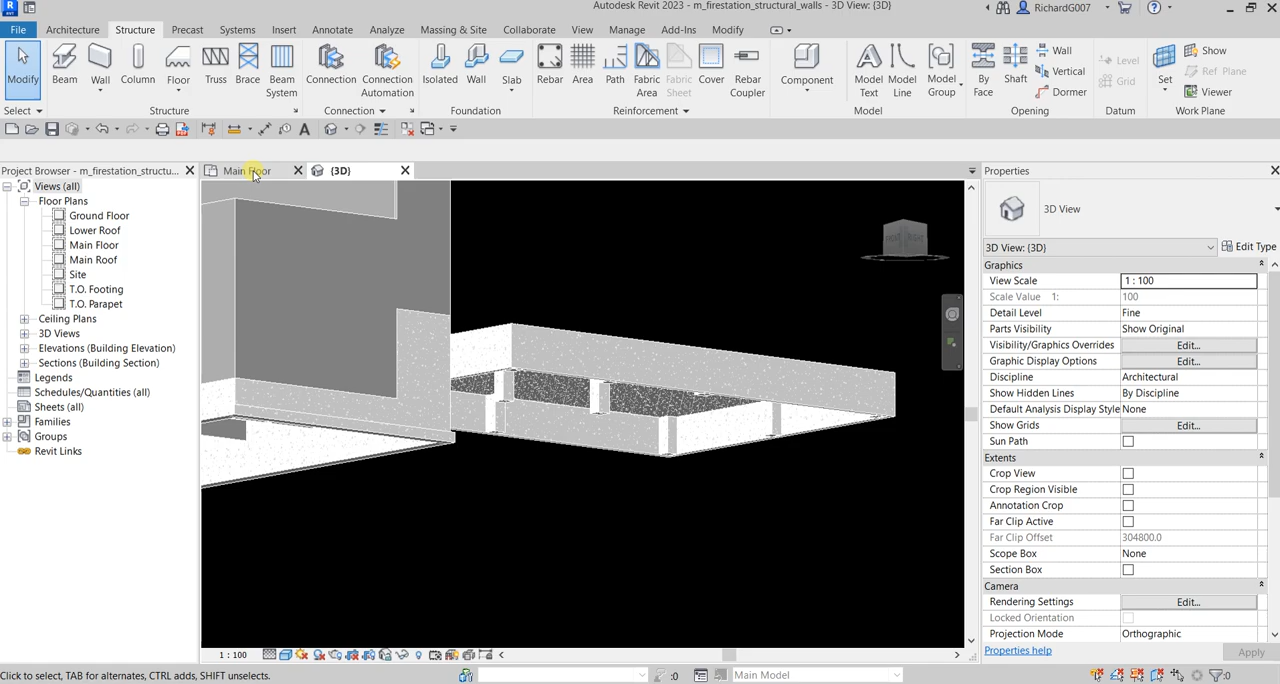 Autodesk Revit 2023 - m_firestation_structural_walls - 3D View: {3D}
RichardG007
File Architecture Structure Precast Systems Insert Annotate Analyze Massing & Site Collaborate View Manage Add-Ins Modify
Modify Beam Wall Column Floor Truss Brace Beam System Connection Connection Automation Isolated Wall Slab Rebar Area Path Fabric Area Fabric Sheet Cover Rebar Coupler Component Model Text Model Line Model Group By Face Shaft Wall Vertical Dormer Level Grid Set Show Ref Plane Viewer
Select Structure Connection Foundation Reinforcement Model Opening Datum Work Plane
Project Browser - m_firestation_structu...
Views (all)
Floor Plans
Ground Floor
Lower Roof
Main Floor
Main Roof
Site
T.O. Footing
T.O. Parapet
Ceiling Plans
3D Views
Elevations (Building Elevation)
Sections (Building Section)
Legends
Schedules/Quantities (all)
Sheets (all)
Families
Groups
Revit Links
Main Floor
{3D}
FRONT RIGHT
Properties
3D View
3D View: {3D} Edit Type
Graphics
View Scale 1 : 100
Scale Value 1: 100
Detail Level Fine
Parts Visibility Show Original
Visibility/Graphics Overrides Edit...
Graphic Display Options Edit...
Discipline Architectural
Show Hidden Lines By Discipline
Default Analysis Display Style None
Show Grids Edit...
Sun Path
Extents
Crop View
Crop Region Visible
Annotation Crop
Far Clip Active
Far Clip Offset 304800.0
Scope Box None
Section Box
Camera
Rendering Settings Edit...
Locked Orientation
Projection Mode Orthographic
Properties help Apply
1 : 100
Click to select, TAB for alternates, CTRL adds, SHIFT unselects. :0 Main Model :0